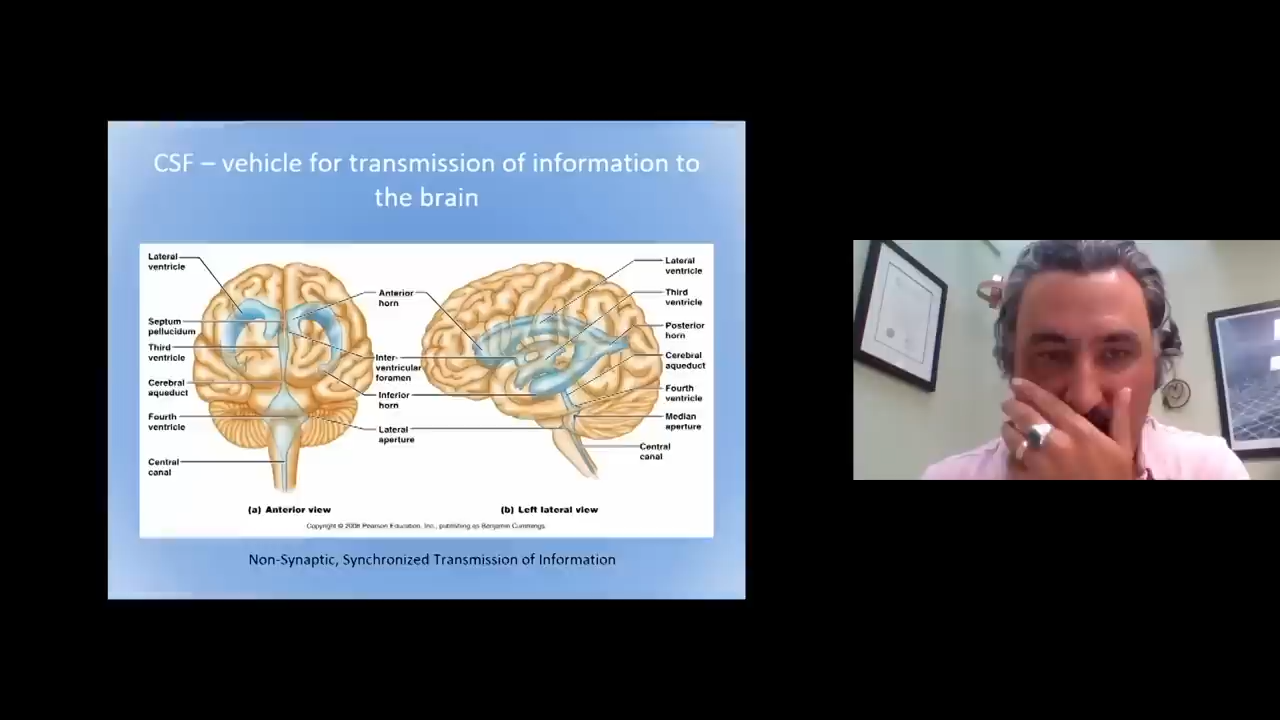 CSF – vehicle for transmission of information to
the brain
Lateral
ventricle
Septum
pellucidum
Third
ventricle
Cerebral
aqueduct
Fourth
ventricle
Central
canal
Anterior
horn
Inter-
ventricular
foramen
Inferior
horn
Lateral
aperture
Lateral
ventricle
Third
ventricle
Posterior
horn
Cerebral
aqueduct
Fourth
ventricle
Median
aperture
Central
canal
(a) Anterior view
(b) Left lateral view
Copyright © 2006 Pearson Education, Inc., publishing as Benjamin Cummings.
Non-Synaptic, Synchronized Transmission of Information